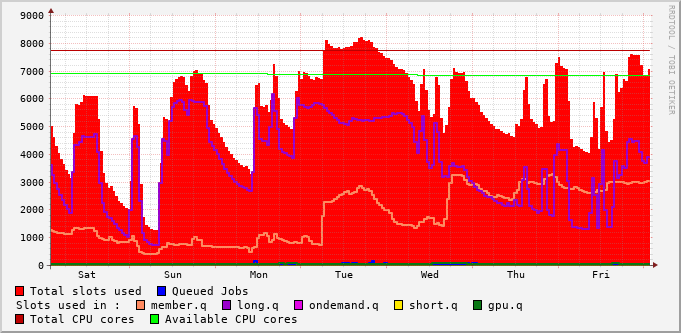 9000
8000
7000
6000
5000
4000
3000
2000
1000
0
Sat Sun Mon Tue Wed Thu Fri
RRDTOOL / TOBI OETIKER
Total slots used Queued Jobs
Slots used in : member.q long.q ondemand.q short.q gpu.q
Total CPU cores Available CPU cores